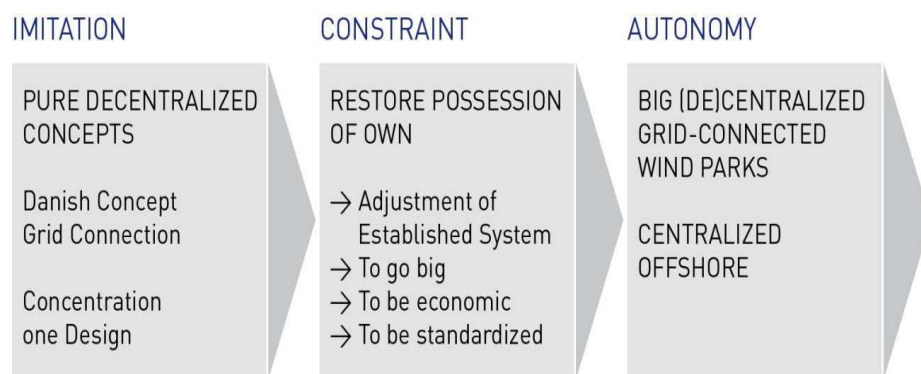 IMITATION
PURE DECENTRALIZED
CONCEPTS
Danish Concept
Grid Connection
Concentration
one Design
CONSTRAINT
RESTORE POSSESSION
OF OWN
→ Adjustment of
Established System
→ To go big
→ To be economic
→ To be standardized
AUTONOMY
BIG (DE)CENTRALIZED
GRID-CONNECTED
WIND PARKS
CENTRALIZED
OFFSHORE